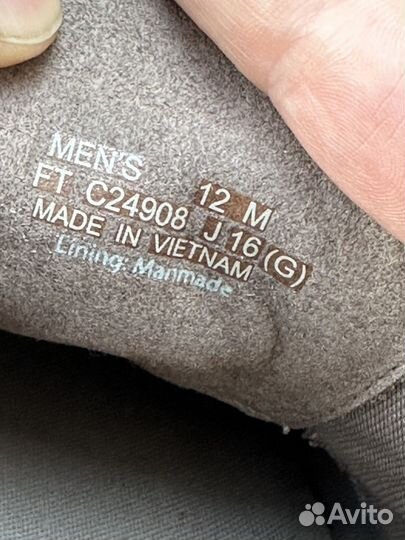 MEN'S 12 M
FT C24908 J 16 (G)
MADE IN VIETNAM
Lining: Manmade
Avito